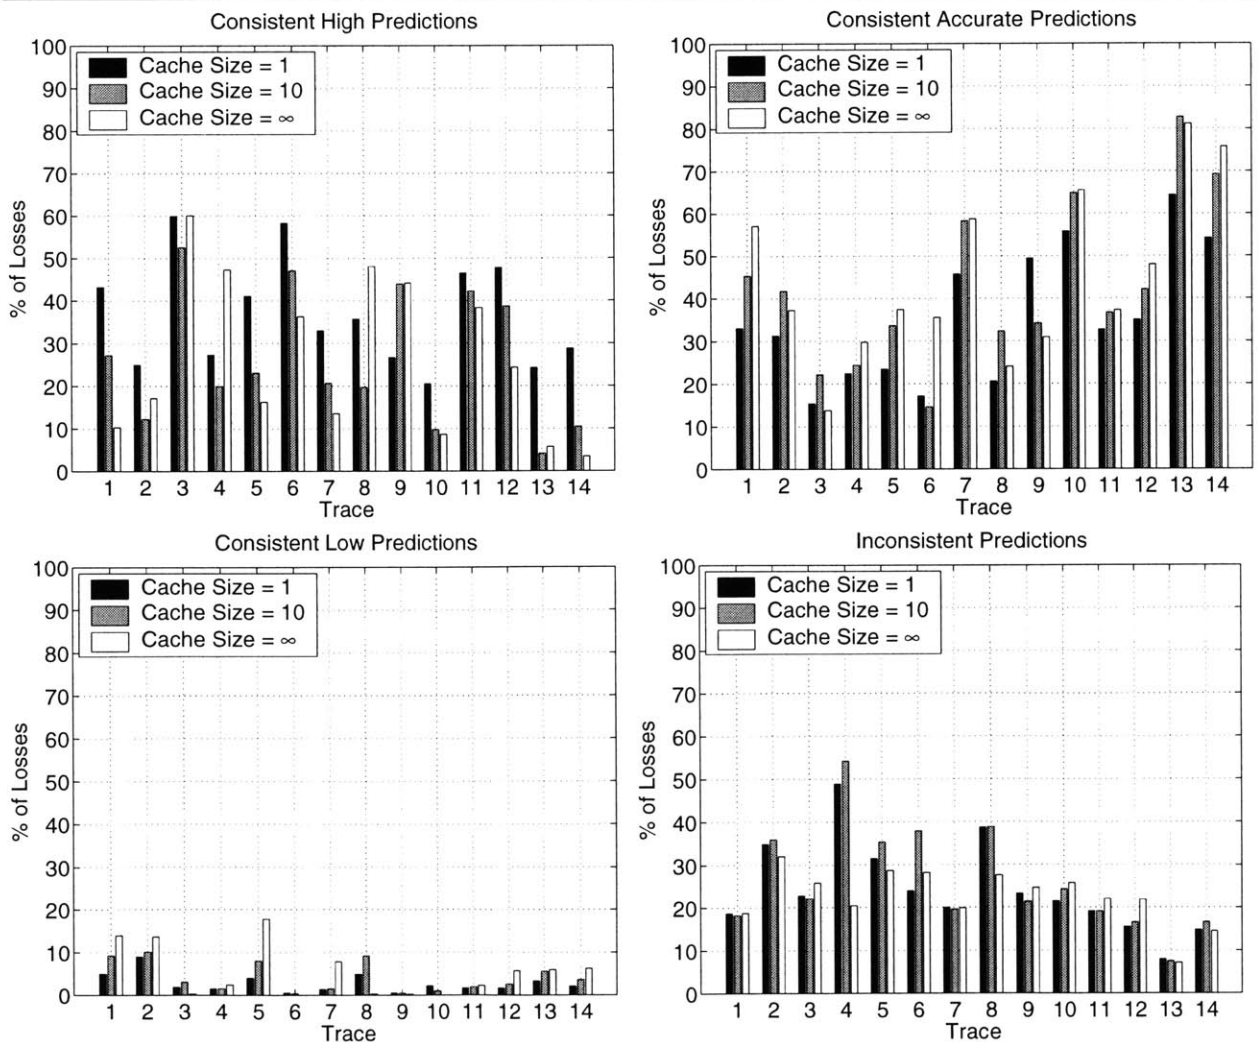 Consistent High Predictions
100
90
80
70
60
50
40
30
20
10
0
% of Losses
Cache Size = 1
Cache Size = 10
Cache Size = ∞
1 2 3 4 5 6 7 8 9 10 11 12 13 14
Trace
Consistent Accurate Predictions
100
90
80
70
60
50
40
30
20
10
0
% of Losses
Cache Size = 1
Cache Size = 10
Cache Size = ∞
1 2 3 4 5 6 7 8 9 10 11 12 13 14
Trace
Consistent Low Predictions
100
90
80
70
60
50
40
30
20
10
0
% of Losses
Cache Size = 1
Cache Size = 10
Cache Size = ∞
1 2 3 4 5 6 7 8 9 10 11 12 13 14
Trace
Inconsistent Predictions
100
90
80
70
60
50
40
30
20
10
0
% of Losses
Cache Size = 1
Cache Size = 10
Cache Size = ∞
1 2 3 4 5 6 7 8 9 10 11 12 13 14
Trace